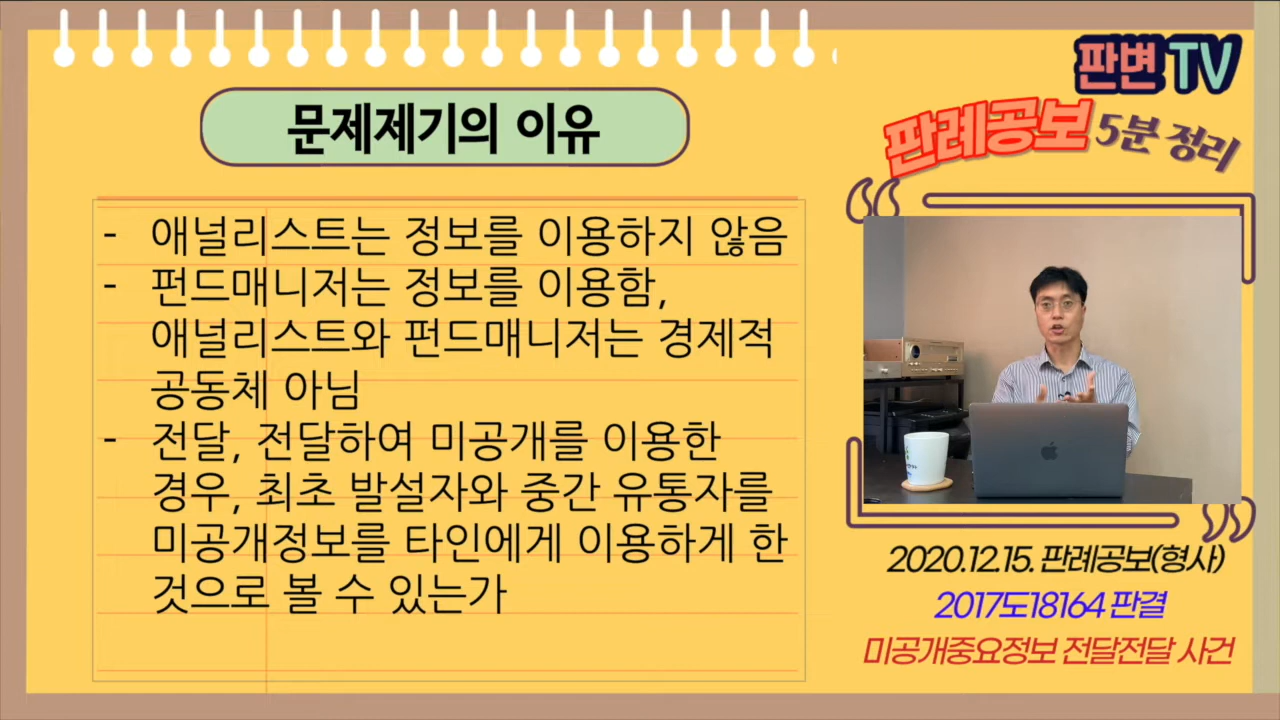 문제제기의 이유
- 애널리스트는 정보를 이용하지 않음
- 펀드매니저는 정보를 이용함,
애널리스트와 펀드매니저는 경제적
공동체 아님
- 전달, 전달하여 미공개를 이용한
경우, 최초 발설자와 중간 유통자를
미공개정보를 타인에게 이용하게 한
것으로 볼 수 있는가
판변TV
판례공보 5분 정리
2020.12.15. 판례공보(형사)
2017도18164 판결
미공개중요정보 전달전달 사건